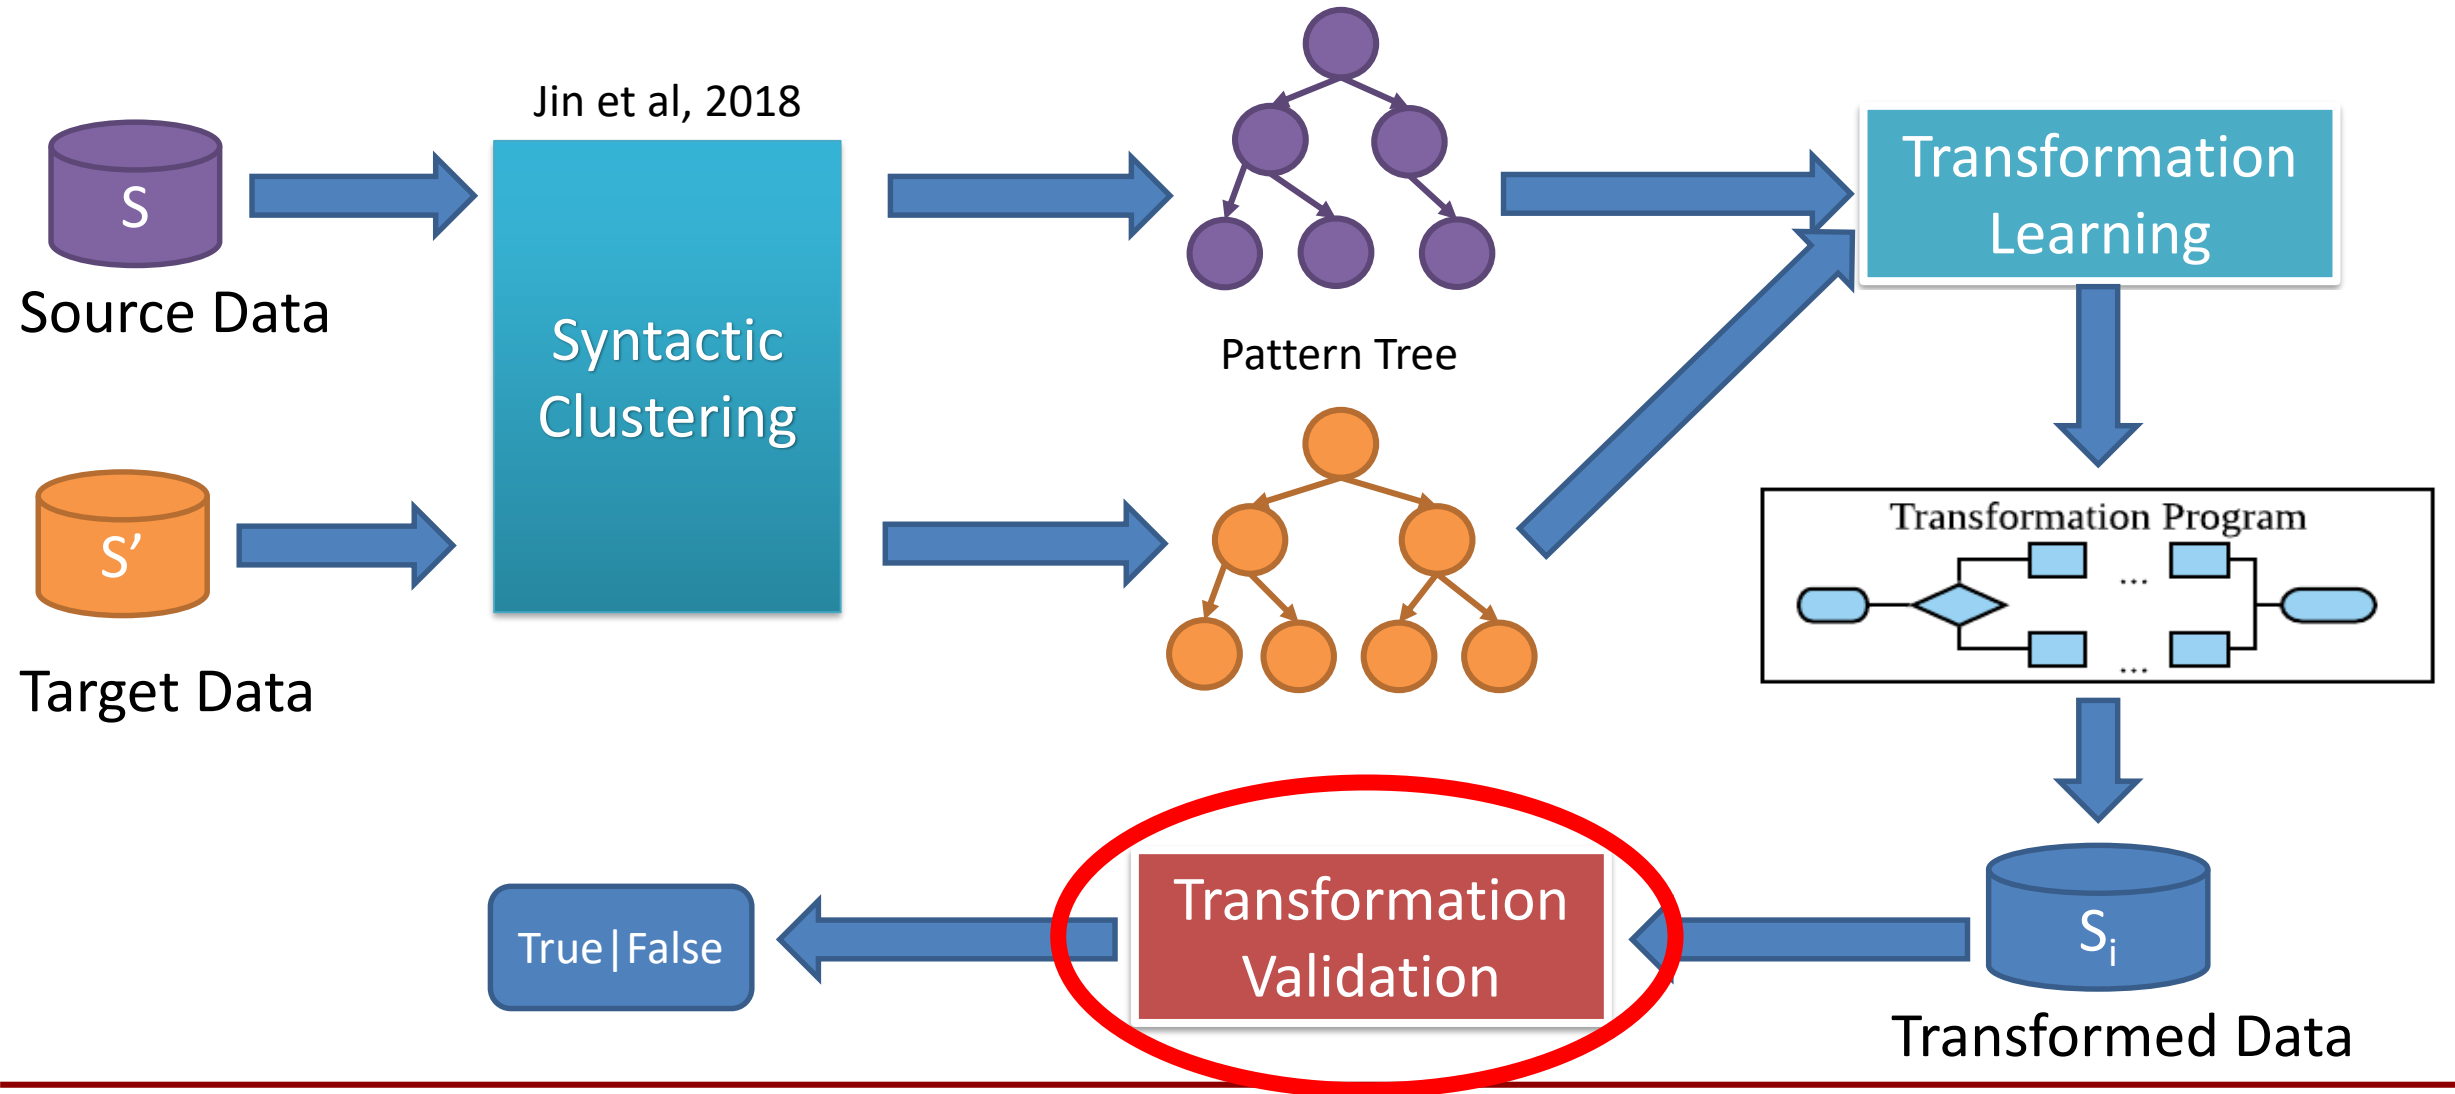 Jin et al, 2018
S
Source Data
Syntactic
Clustering
Pattern Tree
Transformation
Learning
S’
Target Data
Transformation Program
...
...
True|False
Transformation
Validation
Si
Transformed Data